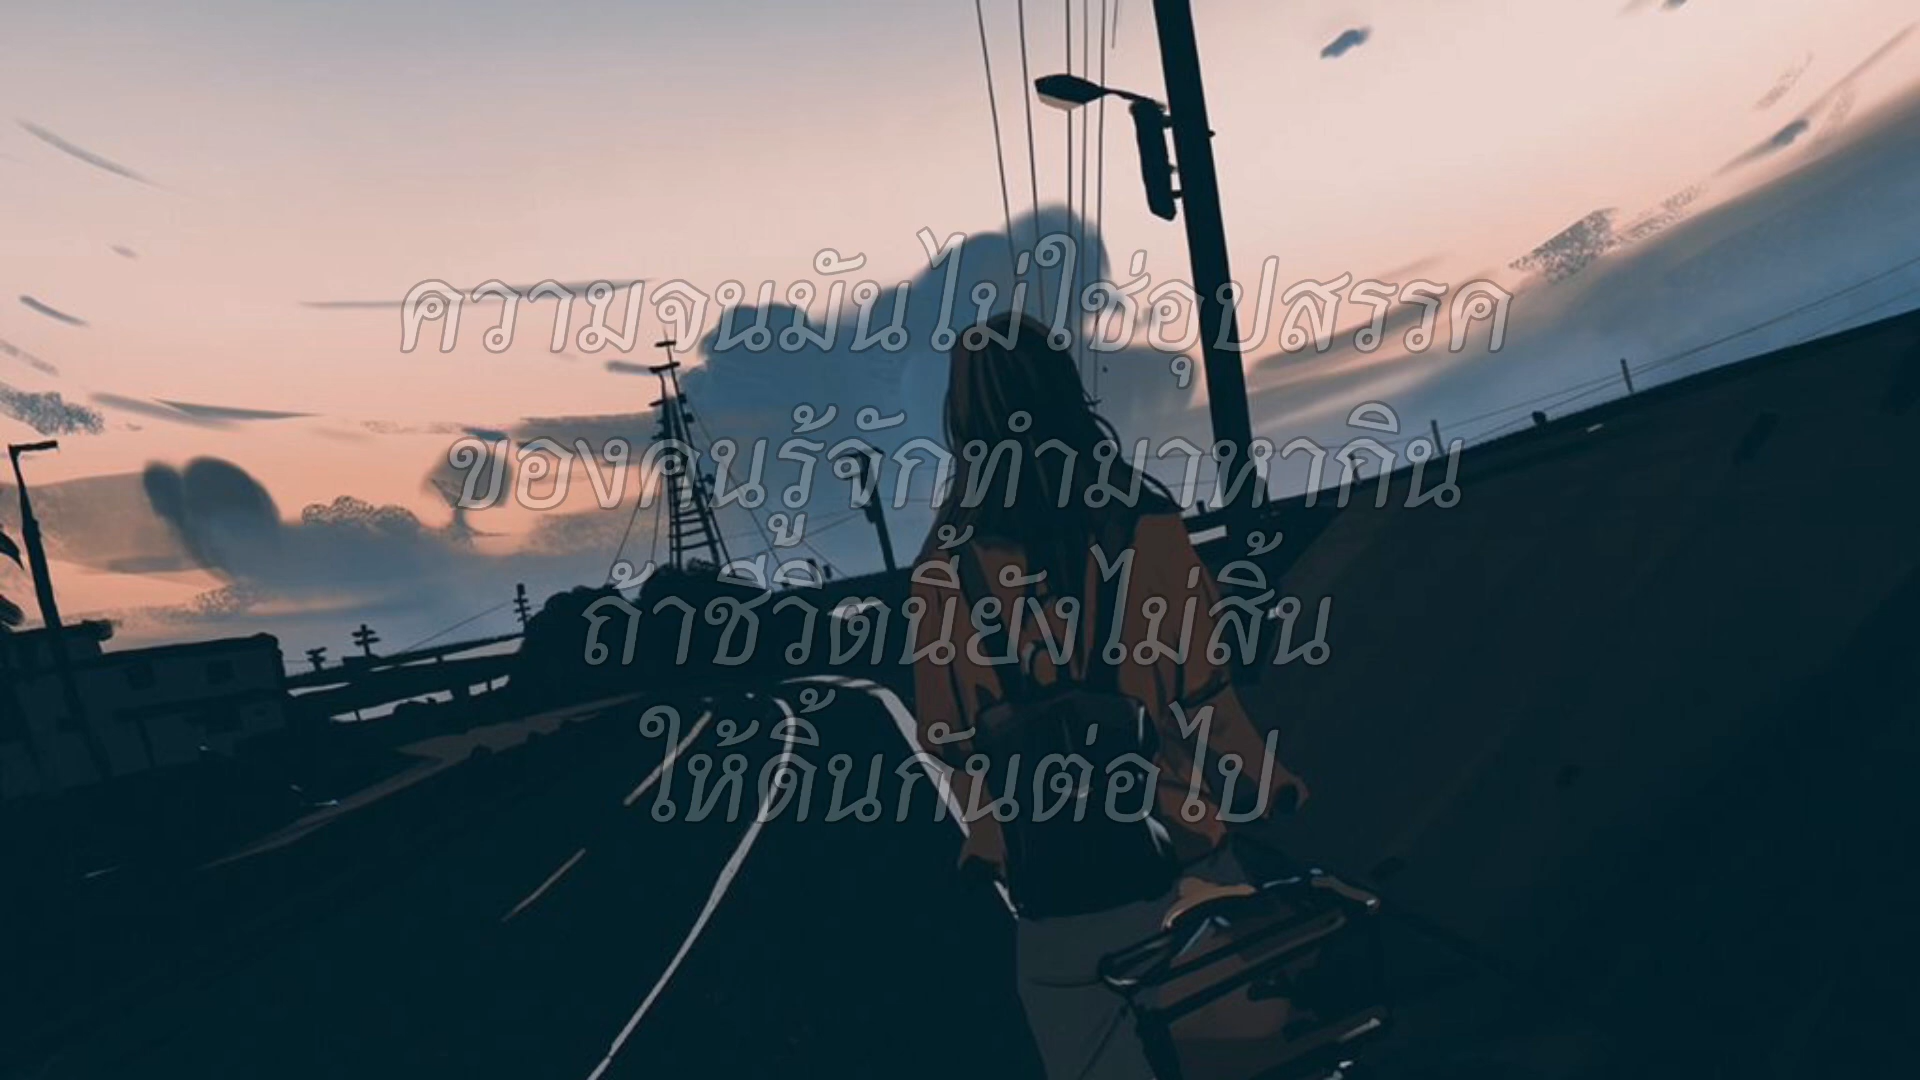 ความจนมันไม่ใช่อุปสรรค
ของคนรู้จักทำมาหากิน
ถ้าชีวิตนี้ยังไม่สิ้น
ให้ดิ้นกันต่อไป